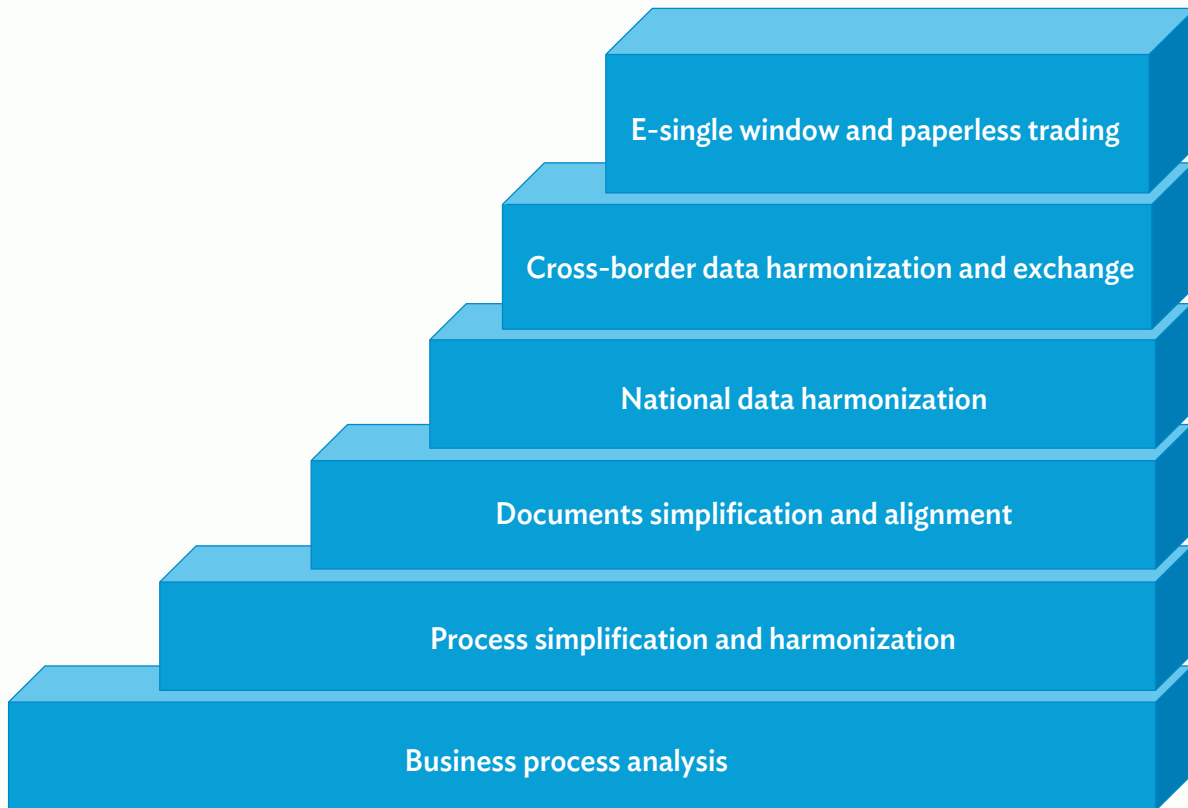 E-single window and paperless trading
Cross-border data harmonization and exchange
National data harmonization
Documents simplification and alignment
Process simplification and harmonization
Business process analysis